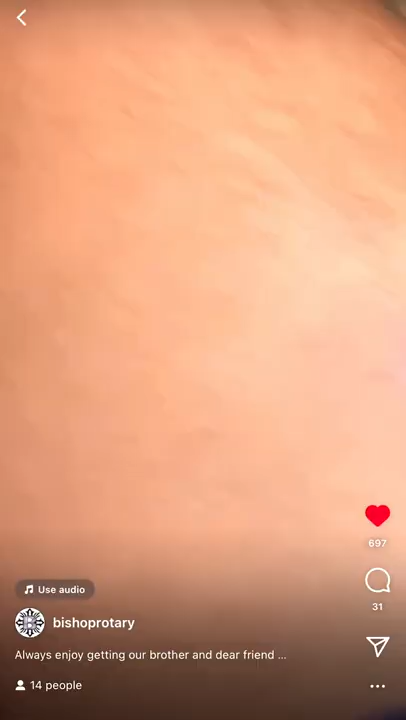 697
31
Use audio
bishoprotary
Always enjoy getting our brother and dear friend ...
14 people